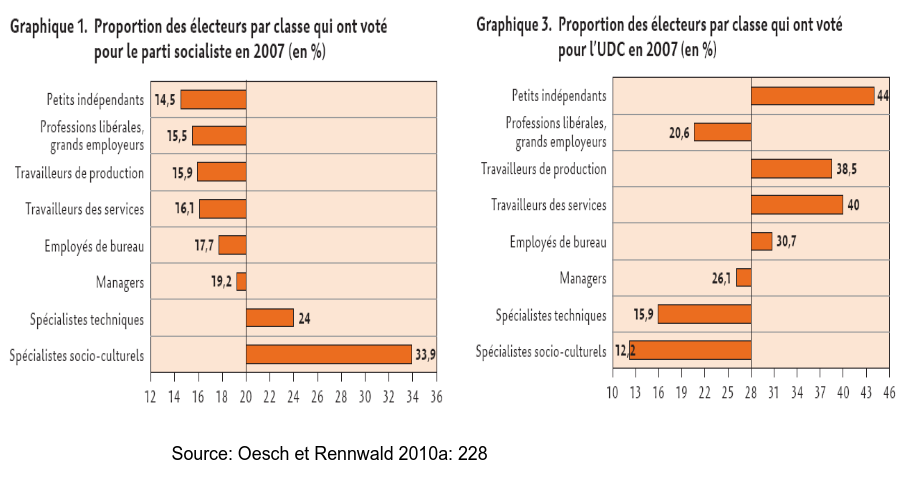 Graphique 1. Proportion des électeurs par classe qui ont voté
pour le parti socialiste en 2007 (en %)
Petits indépendants 14,5
Professions libérales,
grands employeurs 15,5
Travailleurs de production 15,9
Travailleurs des services 16,1
Employés de bureau 17,7
Managers 19,2
Spécialistes techniques 24
Spécialistes socio-culturels 33,9
12 14 16 18 20 22 24 26 28 30 32 34 36
Graphique 3. Proportion des électeurs par classe qui ont voté
pour l'UDC en 2007 (en %)
Petits indépendants 44
Professions libérales,
grands employeurs 20,6
Travailleurs de production 38,5
Travailleurs des services 40
Employés de bureau 30,7
Managers 26,1
Spécialistes techniques 15,9
Spécialistes socio-culturels 12,2
10 13 16 19 22 25 28 31 34 37 40 43 46
Source: Oesch et Rennwald 2010a: 228